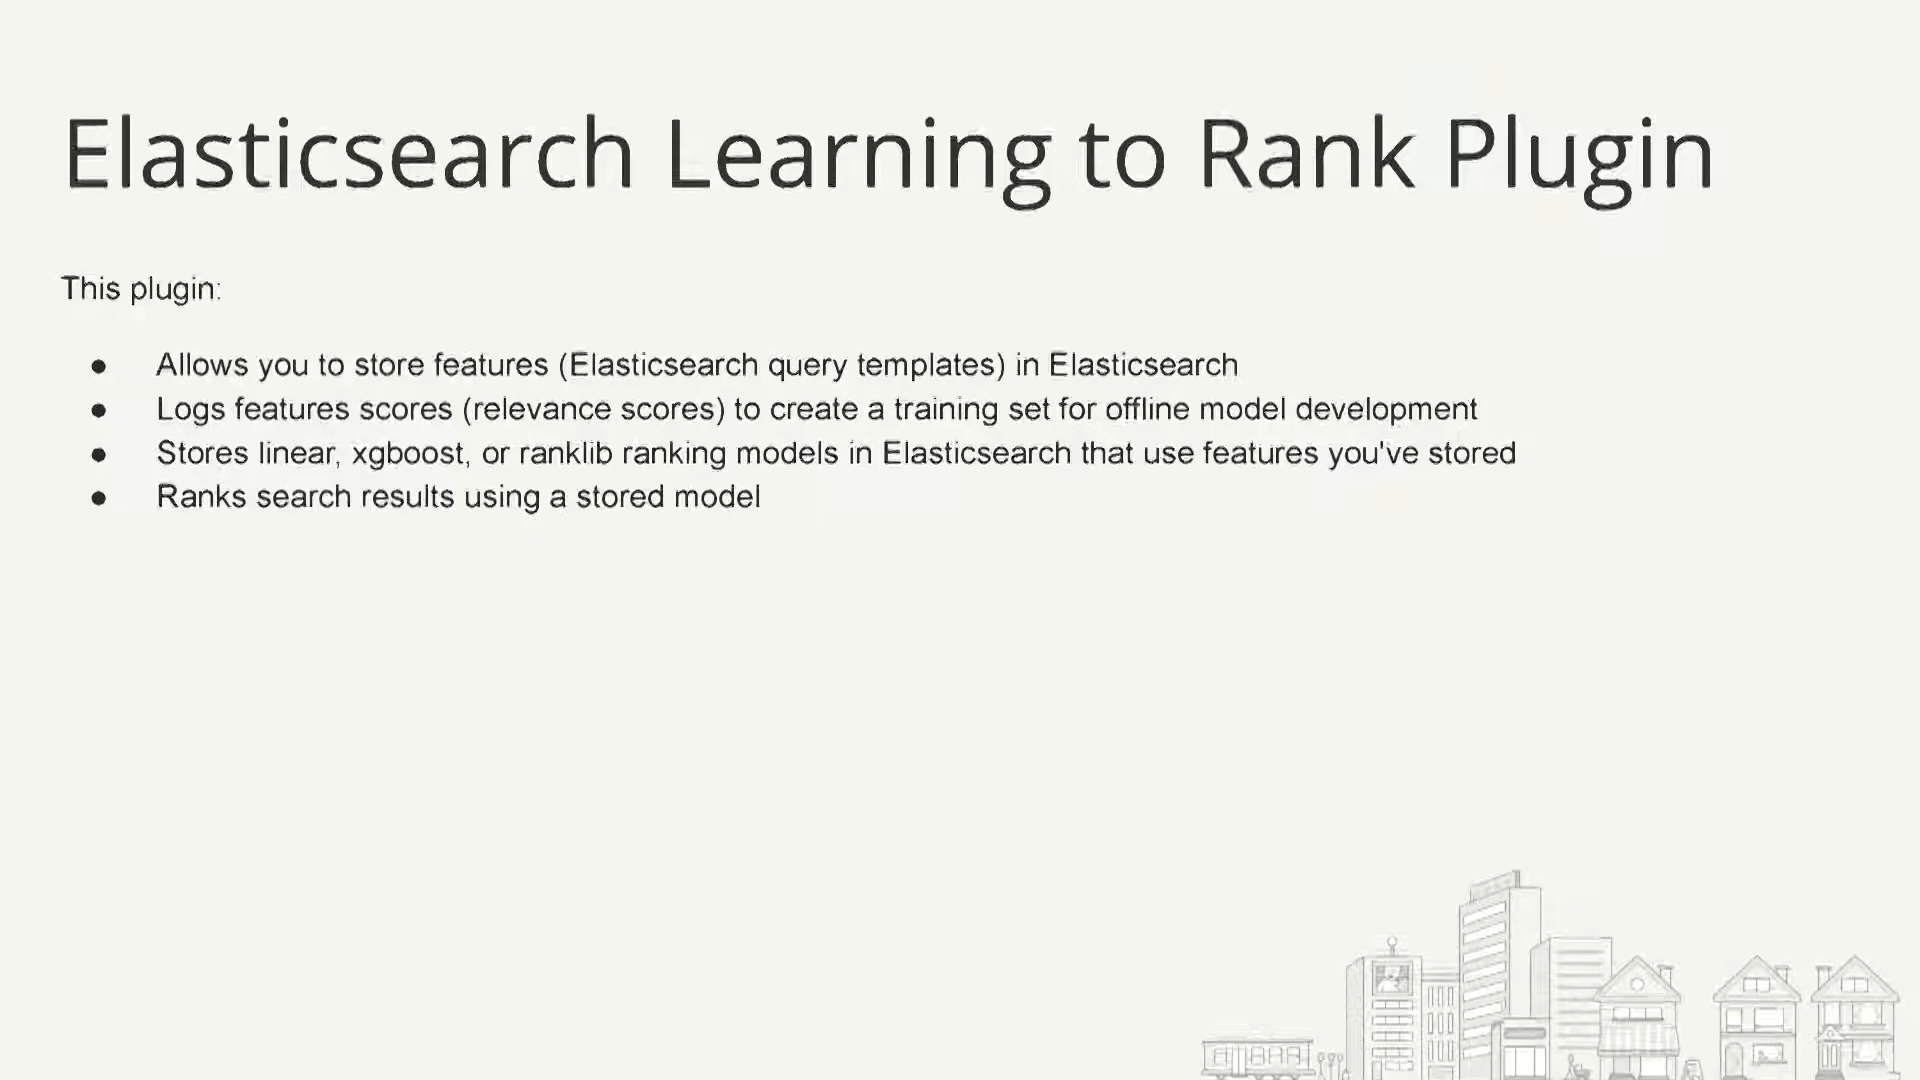 Elasticsearch Learning to Rank Plugin
This plugin:
● Allows you to store features (Elasticsearch query templates) in Elasticsearch
● Logs features scores (relevance scores) to create a training set for offline model development
● Stores linear, xgboost, or ranklib ranking models in Elasticsearch that use features you've stored
● Ranks search results using a stored model